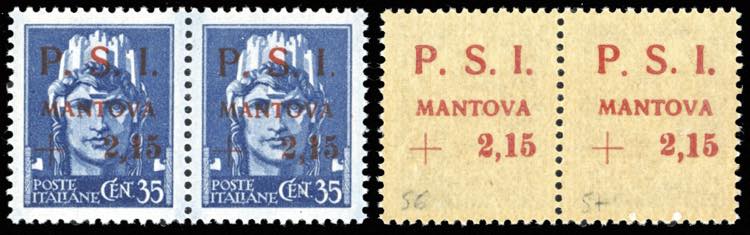 P. S. I.
MANTOVA
+ 2,15
POSTE
ITALIANE CENT. 35
P. S. I.
MANTOVA
+ 2,15
POSTE
ITALIANE CENT. 35
P. S. I.
MANTOVA
+ 2,15
56
P. S. I.
MANTOVA
+ 2,15